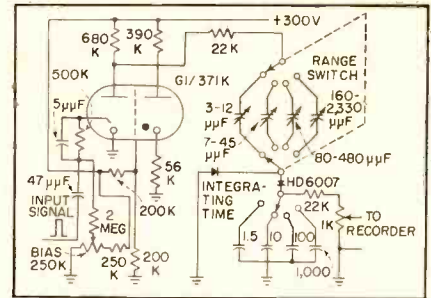 +300V
680
K
390
K
22K
500K
G1/371K
RANGE
SWITCH
5μμF
3-12
μμF
160-
2,330
μμF
7-45
μμF
80-480μμF
56
K
47μμF
INPUT
SIGNAL
200K
INTEGRA-
TING
TIME
HD6007
22K
2
MEG
1K
TO
RECORDER
BIAS
250K
250
K
200
K
1.5
10
100
1,000